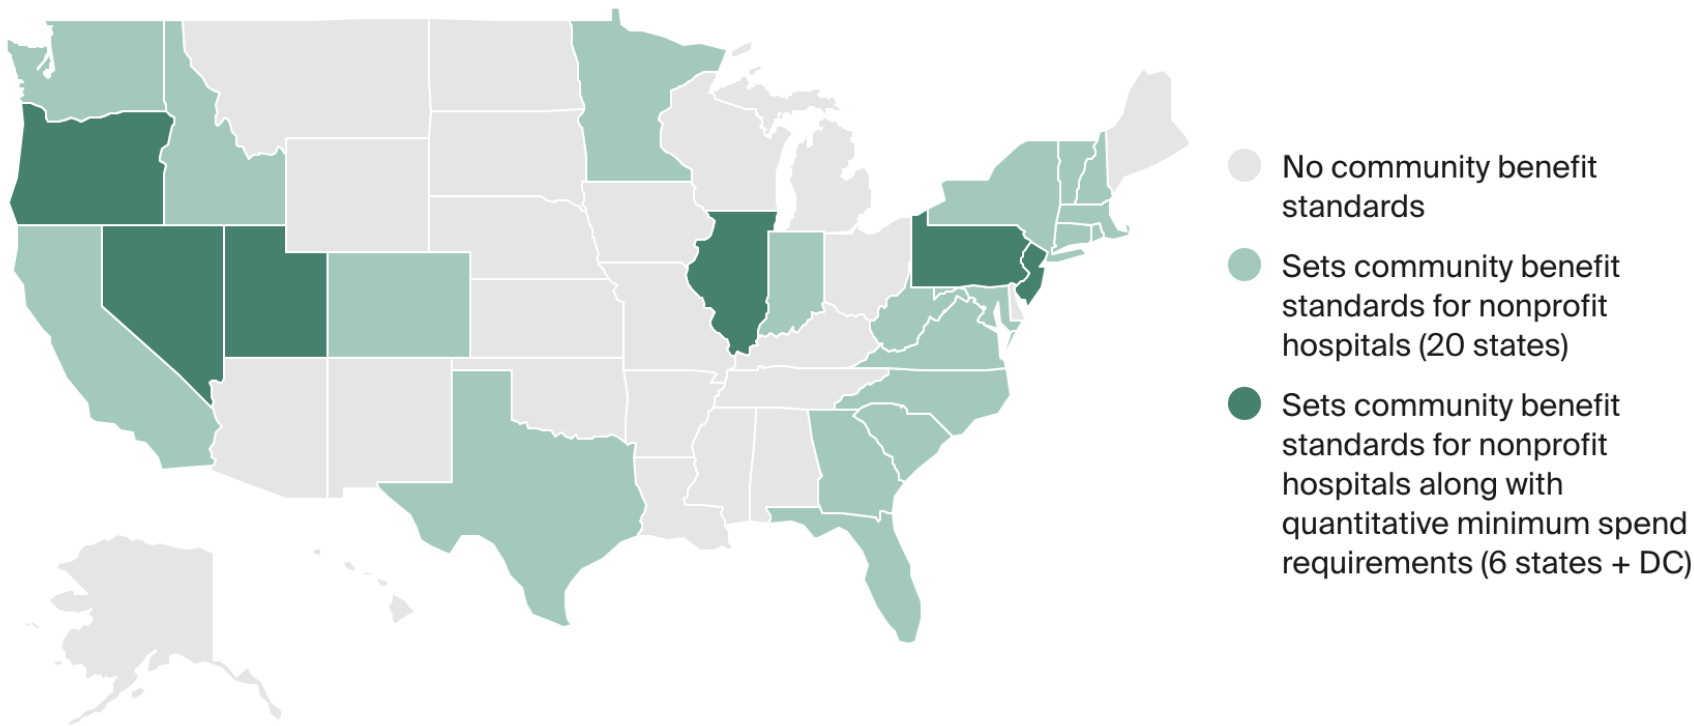 No community benefit
standards
Sets community benefit
standards for nonprofit
hospitals (20 states)
Sets community benefit
standards for nonprofit
hospitals along with
quantitative minimum spend
requirements (6 states + DC)